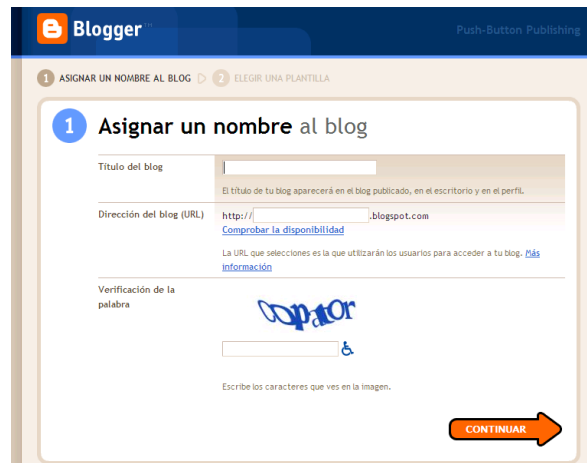 Blogger™
Push-Button Publishing
1 ASIGNAR UN NOMBRE AL BLOG 2 ELEGIR UNA PLANTILLA
1 Asignar un nombre al blog
Título del blog
El título de tu blog aparecerá en el blog publicado, en el escritorio y en el perfil.
Dirección del blog (URL) http:// .blogspot.com
Comprobar la disponibilidad
La URL que selecciones es la que utilizarán los usuarios para acceder a tu blog. Más
información
Verificación de la
palabra
Escribe los caracteres que ves en la imagen.
CONTINUAR